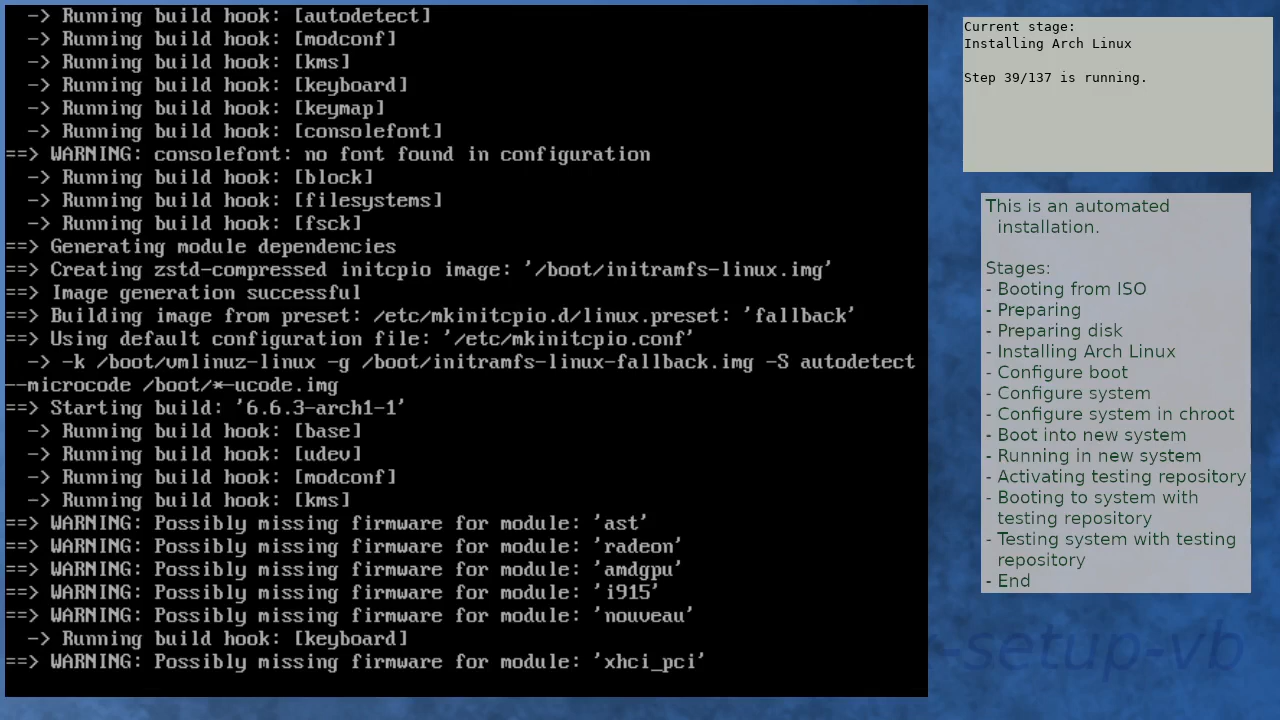 -> Running build hook: [autodetect]
-> Running build hook: [modconf]
-> Running build hook: [kms]
-> Running build hook: [keyboard]
-> Running build hook: [keymap]
-> Running build hook: [consolefont]
==> WARNING: consolefont: no font found in configuration
-> Running build hook: [block]
-> Running build hook: [filesystems]
-> Running build hook: [fsck]
==> Generating module dependencies
==> Creating zstd-compressed initcpio image: '/boot/initramfs-linux.img'
==> Image generation successful
==> Building image from preset: /etc/mkinitcpio.d/linux.preset: 'fallback'
==> Using default configuration file: '/etc/mkinitcpio.conf'
-> -k /boot/vmlinuz-linux -g /boot/initramfs-linux-fallback.img -S autodetect
--microcode /boot/*-ucode.img
==> Starting build: '6.6.3-arch1-1'
-> Running build hook: [base]
-> Running build hook: [udev]
-> Running build hook: [modconf]
-> Running build hook: [kms]
==> WARNING: Possibly missing firmware for module: 'ast'
==> WARNING: Possibly missing firmware for module: 'radeon'
==> WARNING: Possibly missing firmware for module: 'amdgpu'
==> WARNING: Possibly missing firmware for module: 'i915'
==> WARNING: Possibly missing firmware for module: 'nouveau'
-> Running build hook: [keyboard]
==> WARNING: Possibly missing firmware for module: 'xhci_pci'
Current stage:
Installing Arch Linux
Step 39/137 is running.
This is an automated
installation.
Stages:
- Booting from ISO
- Preparing
- Preparing disk
- Installing Arch Linux
- Configure boot
- Configure system
- Configure system in chroot
- Boot into new system
- Running in new system
- Activating testing repository
- Booting to system with
testing repository
- Testing system with testing
repository
- End
-setup-vb